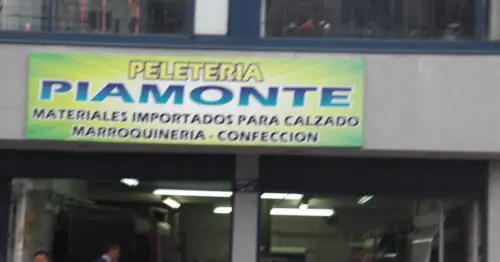 PELETERIA
PIAMONTE
MATERIALES IMPORTADOS PARA CALZADO
MARROQUINERIA - CONFECCION